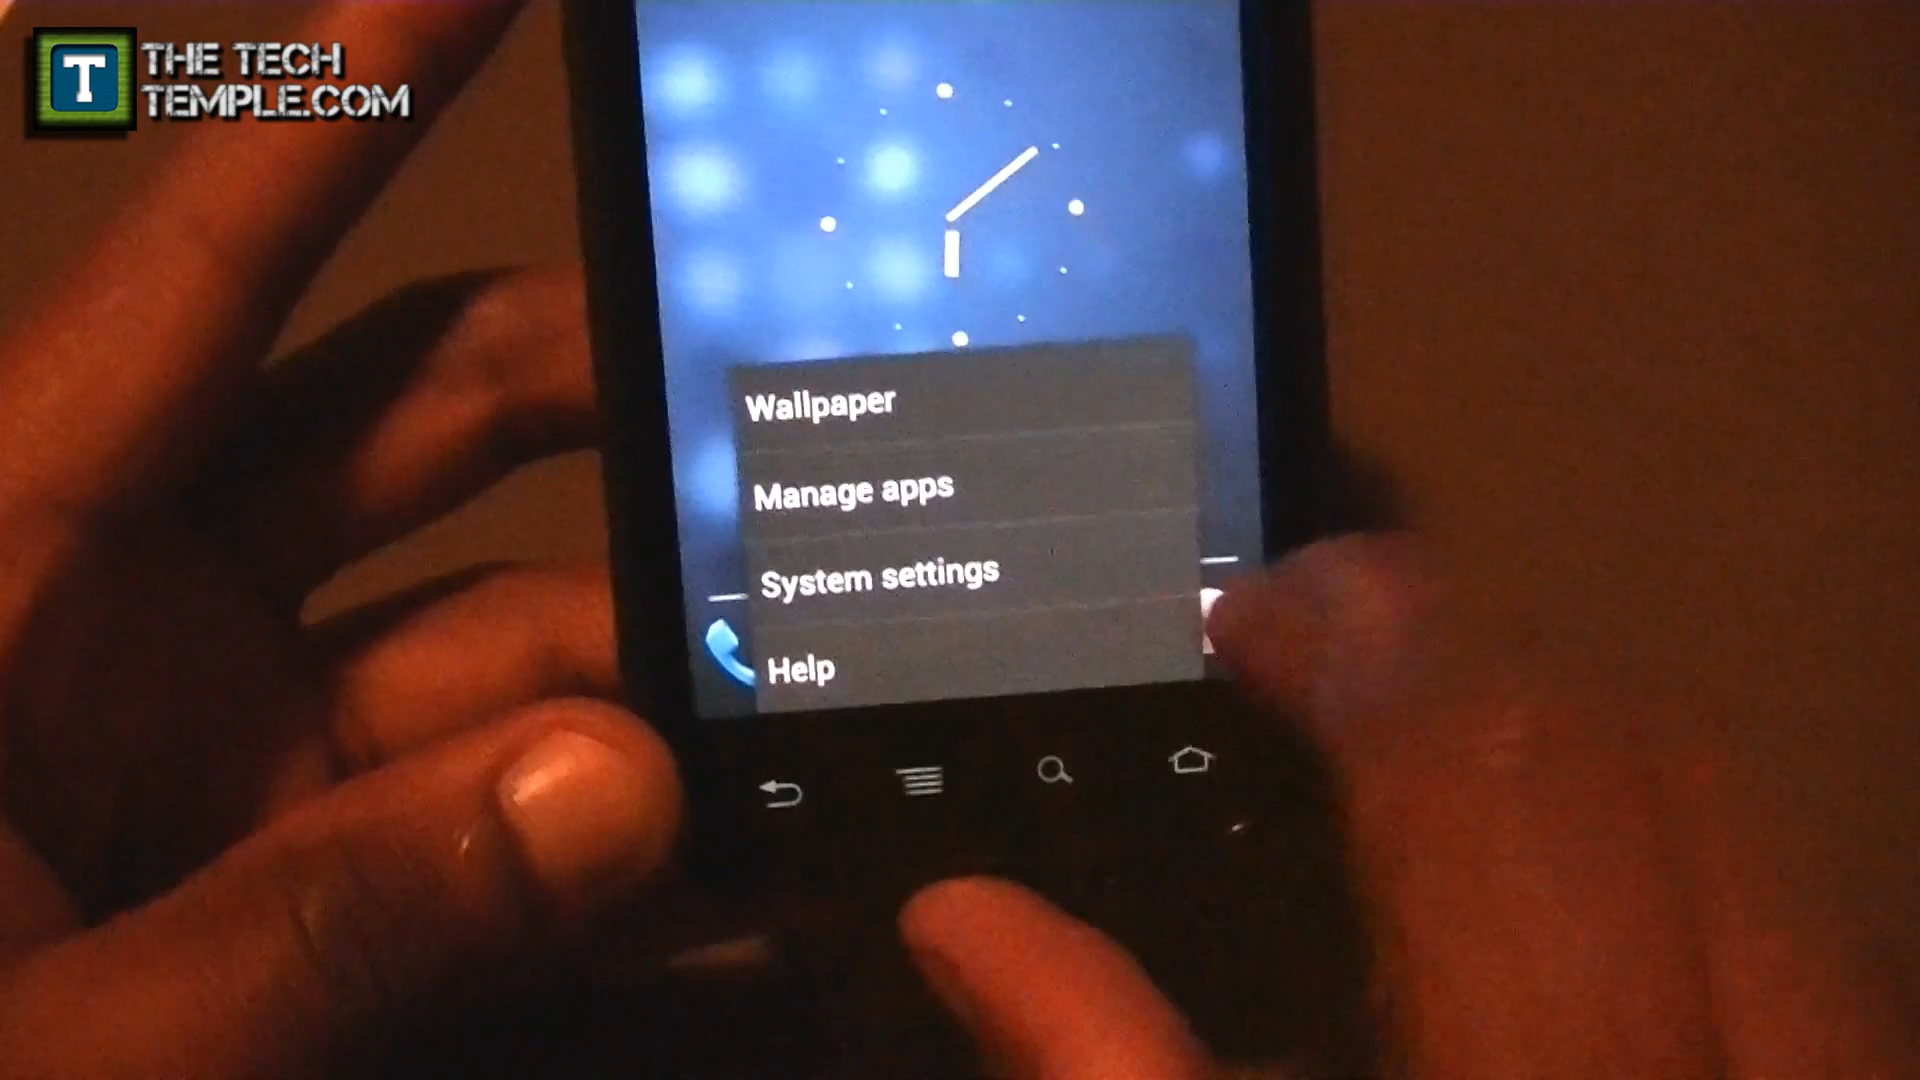 T
THE TECH
TEMPLE.COM
Wallpaper
Manage apps
System settings
Help